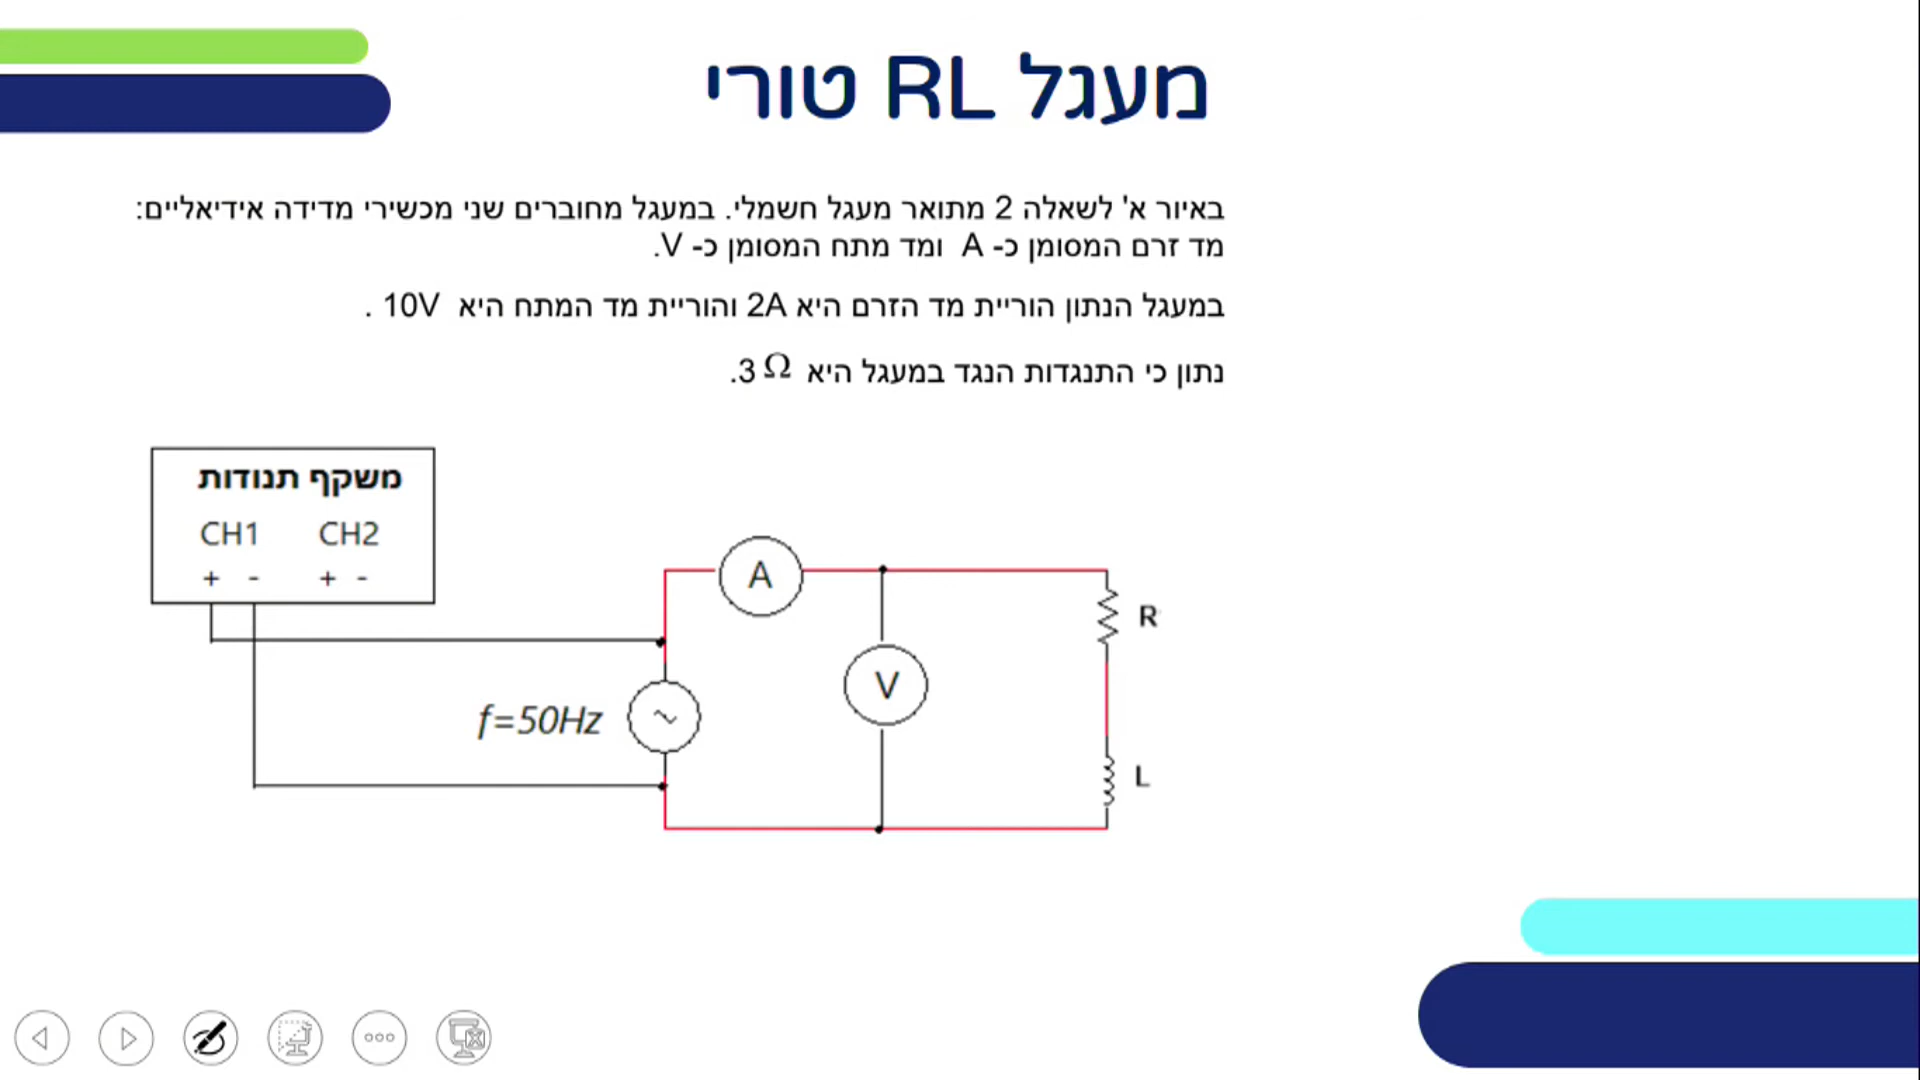 מעגל RL טורי
באיור א' לשאלה 2 מתואר מעגל חשמלי. במעגל מחוברים שני מכשירי מדידה אידיאליים:
מד זרם המסומן כ- A ומד מתח המסומן כ- V.
במעגל הנתון הוריית מד הזרם היא 2A והוריית מד המתח היא 10V .
נתון כי התנגדות הנגד במעגל היא 3 Ω.
משקף תנודות
CH1 CH2
+ - + -
A
R
V
f=50Hz
L